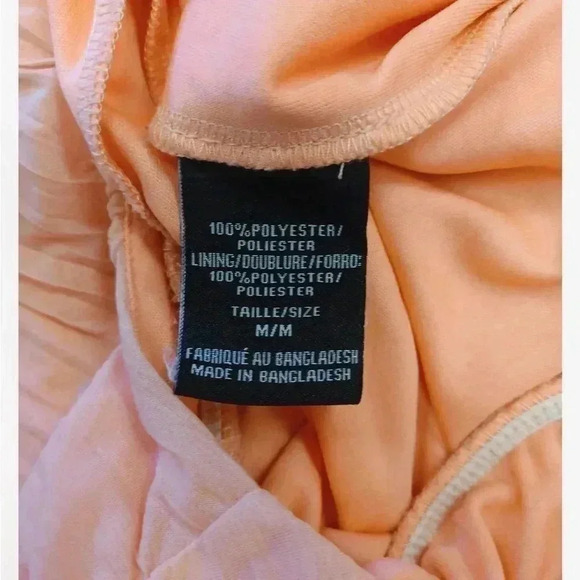 100%POLYESTER/
POLIESTER
LINING/DOUBLURE/FORRO:
100%POLYESTER/
POLIESTER
TAILLE/SIZE
M/M
FABRIQUÉ AU BANGLADESH
MADE IN BANGLADESH